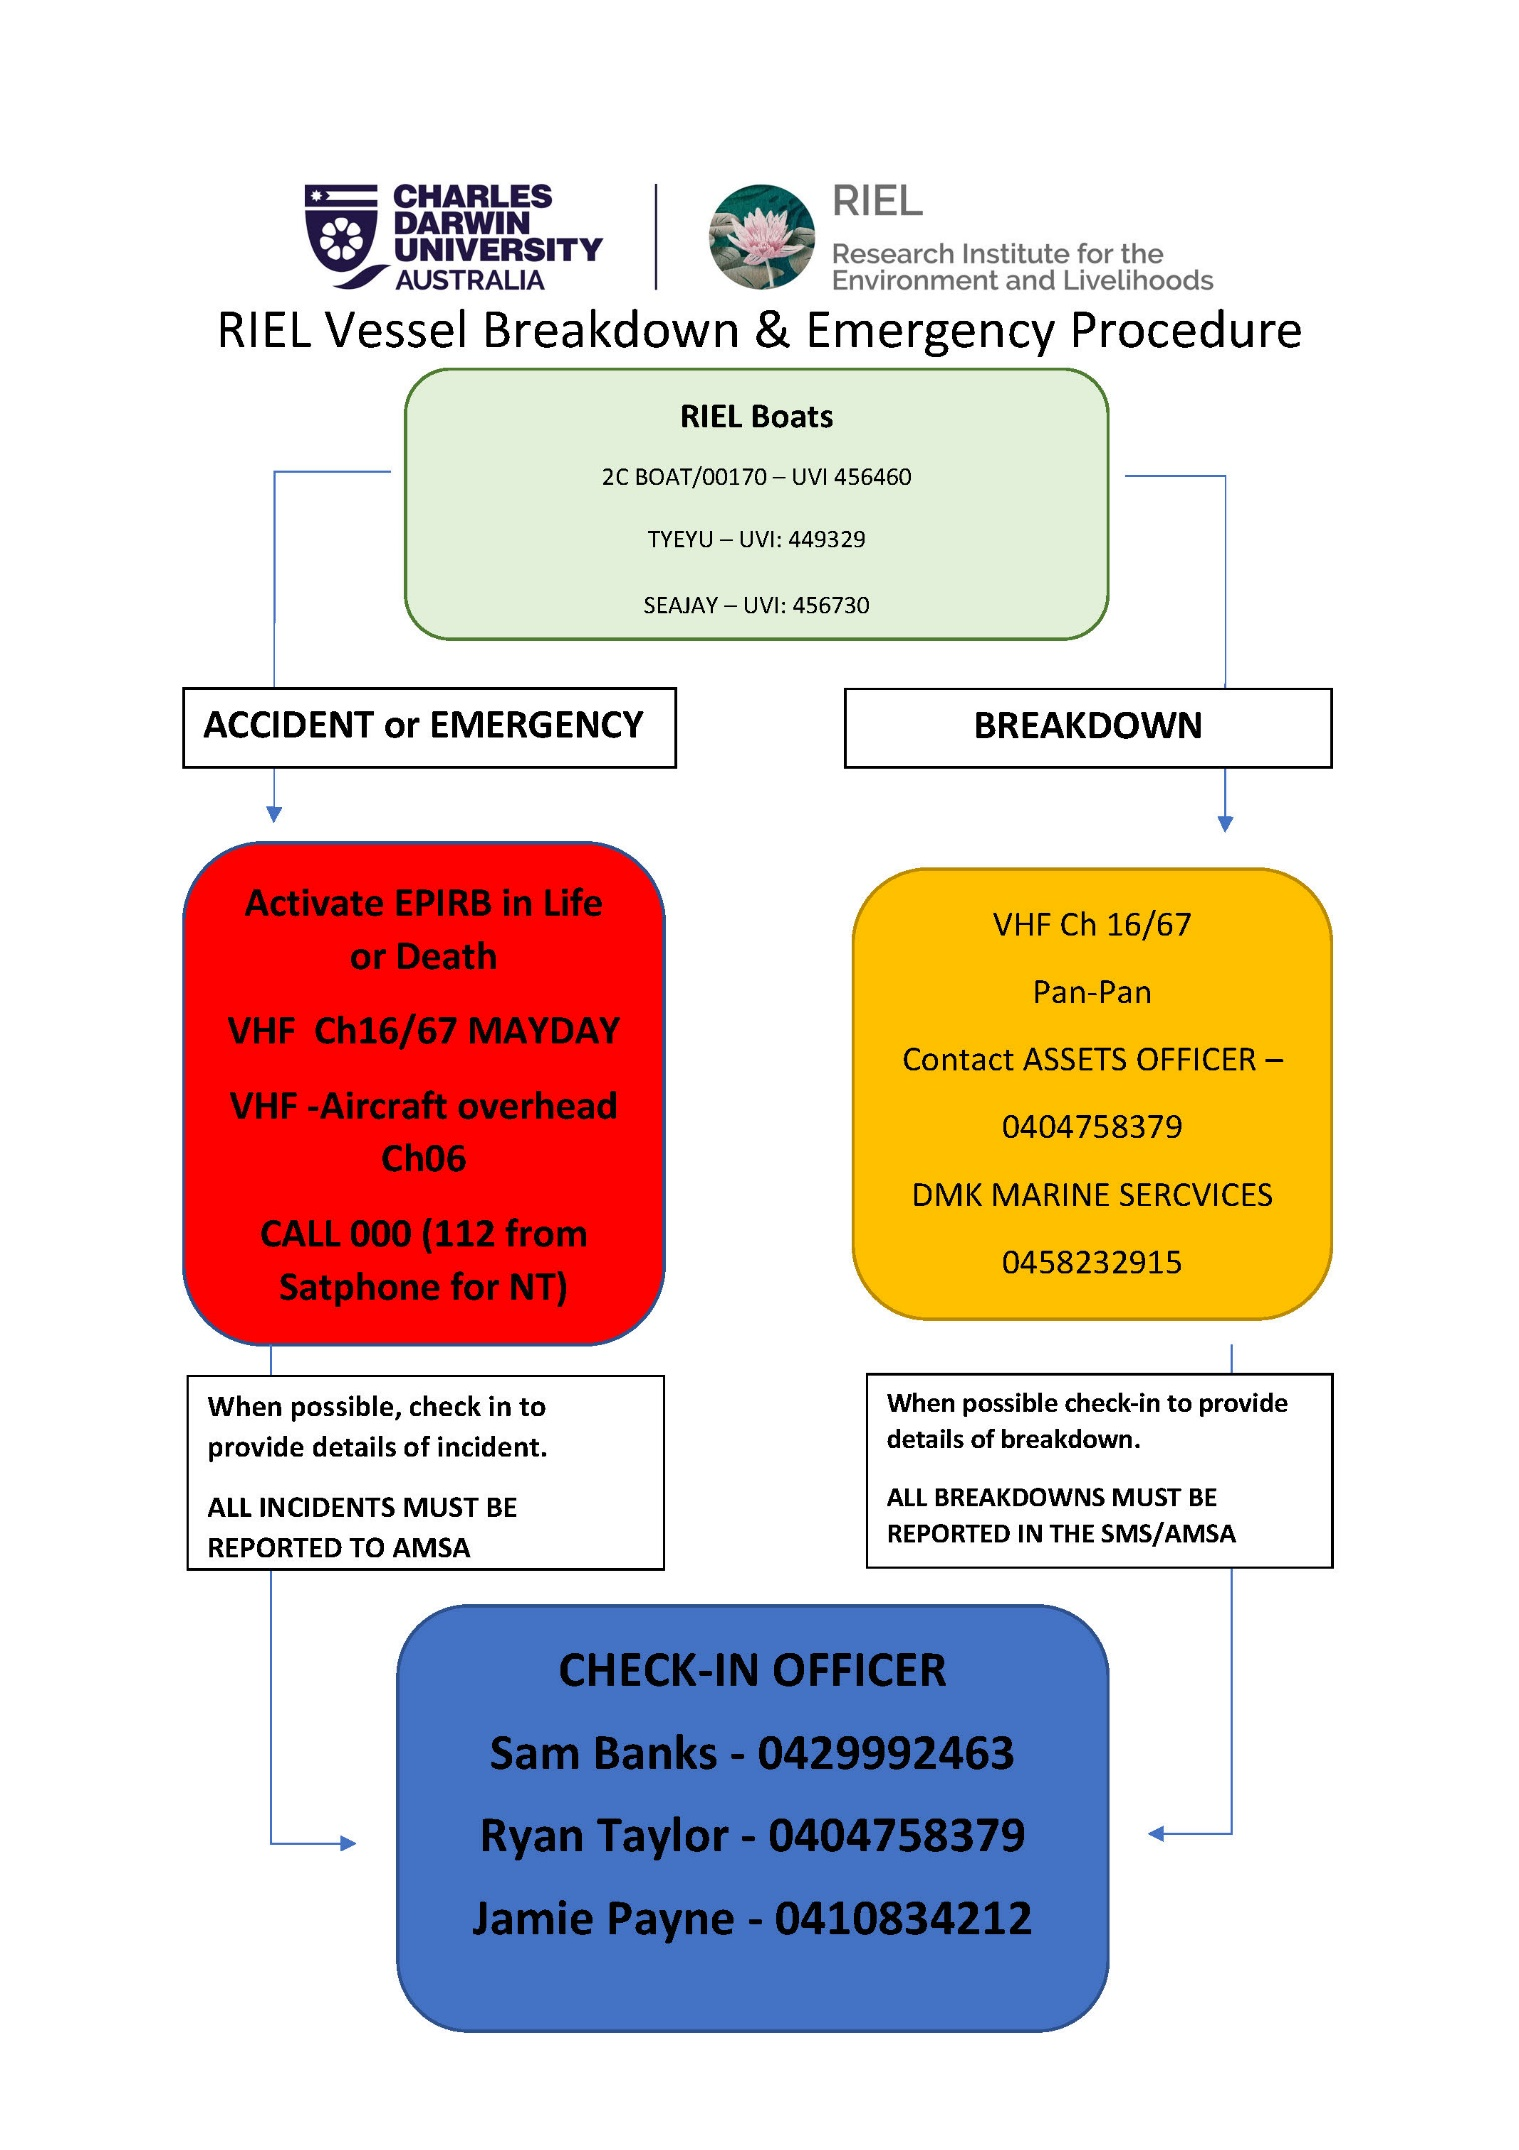 CHARLES
DARWIN
UNIVERSITY
AUSTRALIA
RIEL
Research Institute for the
Environment and Livelihoods
RIEL Vessel Breakdown & Emergency Procedure
RIEL Boats
2C BOAT/00170 – UVI 456460
TYEYU – UVI: 449329
SEAJAY – UVI: 456730
ACCIDENT or EMERGENCY
Activate EPIRB in Life
or Death
VHF  Ch16/67 MAYDAY
VHF -Aircraft overhead
Ch06
CALL 000 (112 from
Satphone for NT)
When possible, check in to
provide details of incident.
ALL INCIDENTS MUST BE
REPORTED TO AMSA
BREAKDOWN
VHF Ch 16/67
Pan-Pan
Contact ASSETS OFFICER –
0404758379
DMK MARINE SERCVICES
0458232915
When possible check-in to provide
details of breakdown.
ALL BREAKDOWNS MUST BE
REPORTED IN THE SMS/AMSA
CHECK-IN OFFICER
Sam Banks - 0429992463
Ryan Taylor - 0404758379
Jamie Payne - 0410834212